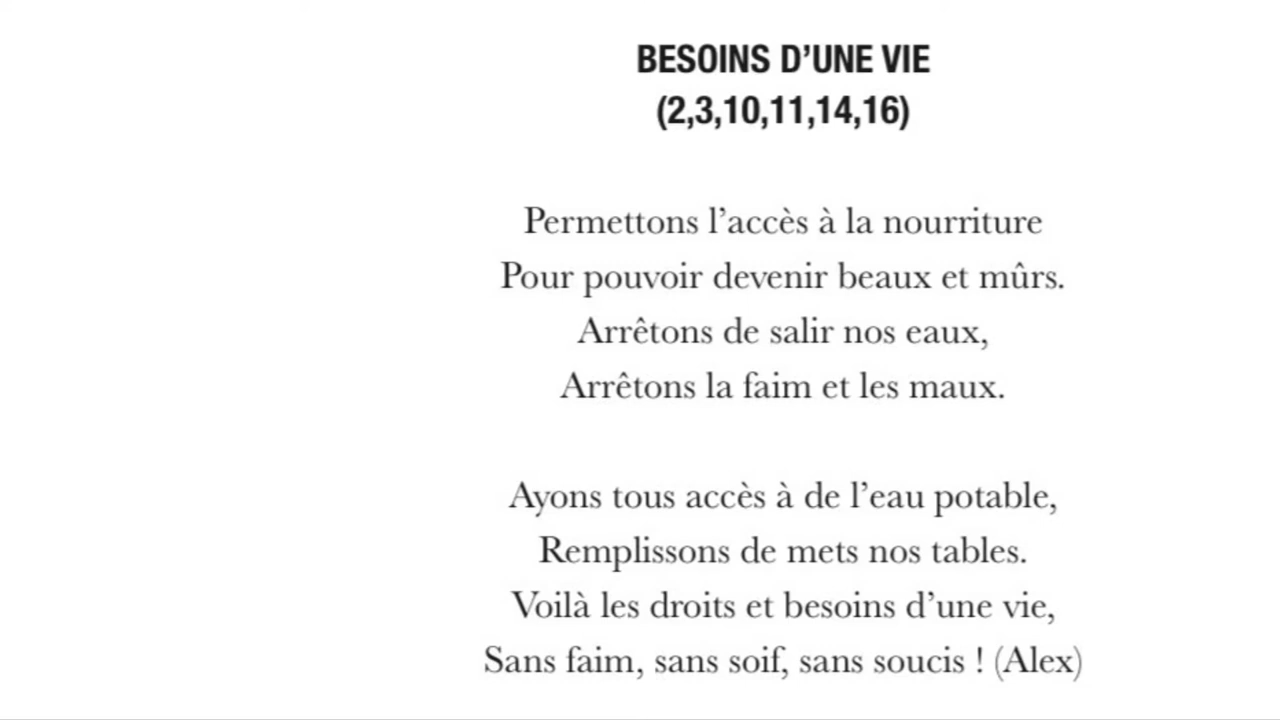 BESOINS D’UNE VIE
(2,3,10,11,14,16)
Permettons l’accès à la nourriture
Pour pouvoir devenir beaux et mûrs.
Arrêtons de salir nos eaux,
Arrêtons la faim et les maux.
Ayons tous accès à de l’eau potable,
Remplissons de mets nos tables.
Voilà les droits et besoins d’une vie,
Sans faim, sans soif, sans soucis ! (Alex)